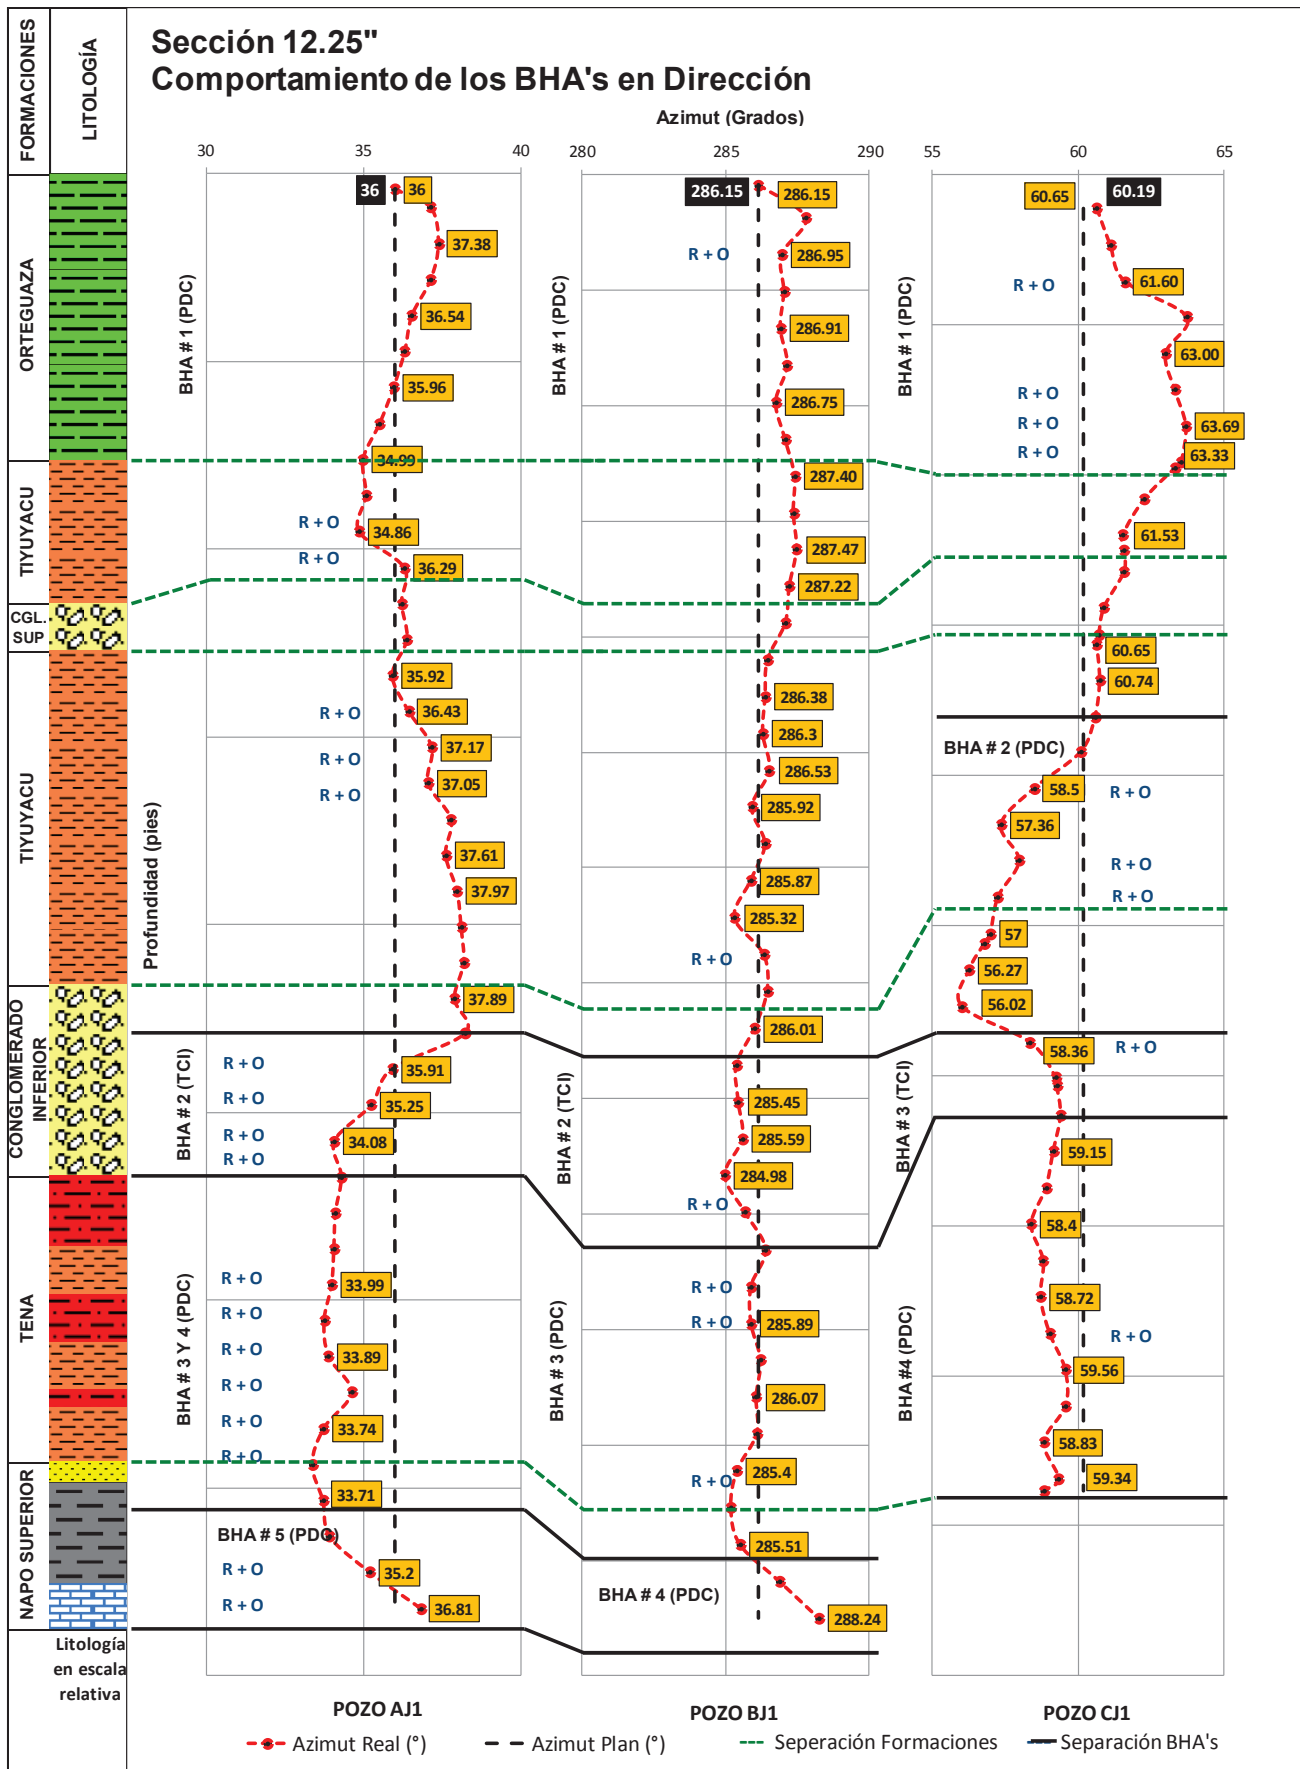 FORMACIONES
LITOLOGÍA
Sección 12.25"
Comportamiento de los BHA's en Dirección
Azimut (Grados)
30 35 40 280 285 290 55 60 65
ORTEGUAZA
TIYUYACU
CGL. SUP
TIYUYACU
CONGLOMERADO INFERIOR
TENA
NAPO SUPERIOR
Litología
en escala
relativa
Profundidad (pies)
BHA # 1 (PDC)
36
36
37.38
36.54
35.96
34.99
R + O
34.86
R + O
36.29
35.92
R + O
36.43
37.17
R + O
37.05
R + O
37.61
37.97
37.89
BHA # 2 (TCI)
R + O
35.91
R + O
35.25
R + O
34.08
R + O
BHA # 3 Y 4 (PDC)
R + O
33.99
R + O
R + O
33.89
R + O
R + O
33.74
R + O
33.71
BHA # 5 (PDC)
R + O
35.2
R + O
36.81
POZO AJ1
BHA # 1 (PDC)
286.15
286.15
R + O
286.95
286.91
286.75
287.40
287.47
287.22
286.38
286.3
286.53
285.92
285.87
285.32
R + O
286.01
BHA # 2 (TCI)
285.45
285.59
284.98
R + O
BHA # 3 (PDC)
R + O
R + O
285.89
286.07
285.4
R + O
285.51
BHA # 4 (PDC)
288.24
POZO BJ1
BHA # 1 (PDC)
60.65
60.19
R + O
61.60
63.00
R + O
R + O
63.69
R + O
63.33
61.53
60.65
60.74
BHA # 2 (PDC)
58.5
R + O
57.36
R + O
R + O
57
56.27
56.02
BHA # 3 (TCI)
58.36
R + O
59.15
58.4
BHA #4 (PDC)
58.72
R + O
59.56
58.83
59.34
POZO CJ1
Azimut Real (°)
Azimut Plan (°)
Seperación Formaciones
Separación BHA's